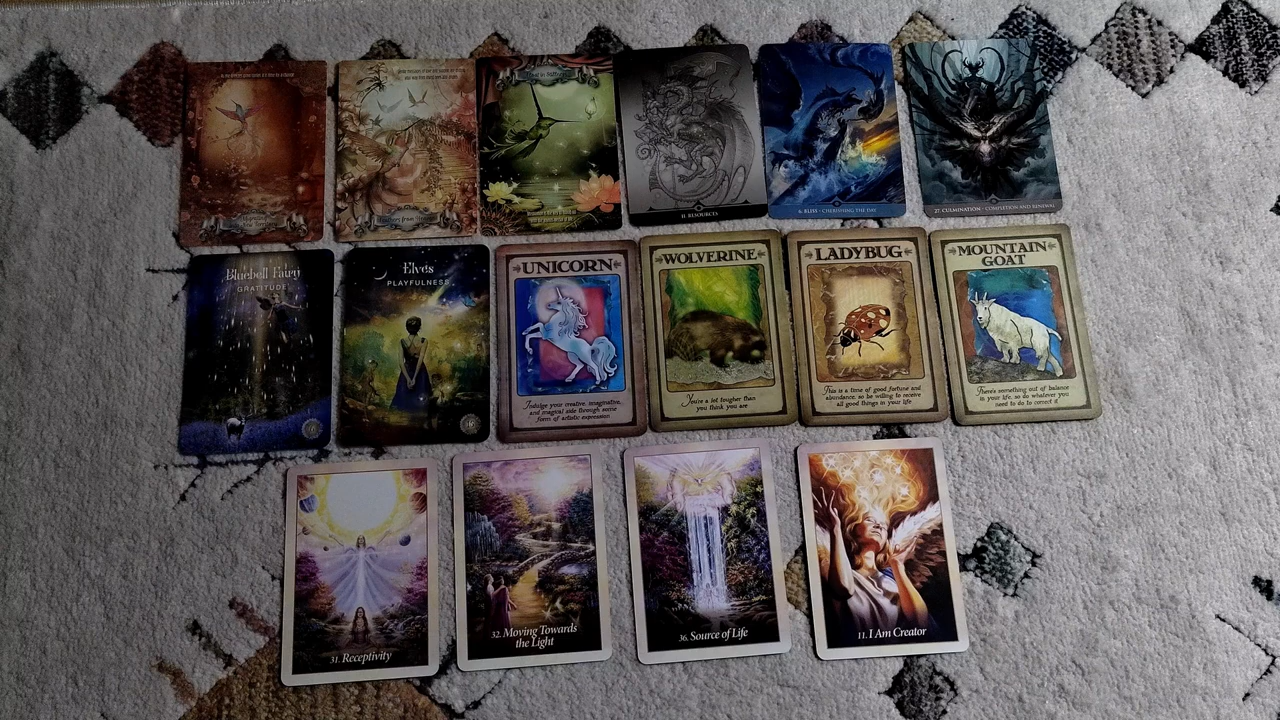 11 RESOURCES
6. BLISS - CHERISHING THE DAY
27. CULMINATION - COMPLETION AND RENEWAL
Bluebell Fairy
GRATITUDE
Elves
PLAYFULNESS
UNICORN
Indulge your creative, imaginative,
and magical side through some
form of artistic expression
WOLVERINE
You're a lot tougher than
you think you are
LADYBUG
This is a time of good fortune and
abundance, so be willing to receive
all good things in your life
MOUNTAIN
GOAT
There's something out of balance
in your life, so do whatever you
need to do to correct it
31. Receptivity
32. Moving Towards
the Light
36. Source of Life
11. I Am Creator